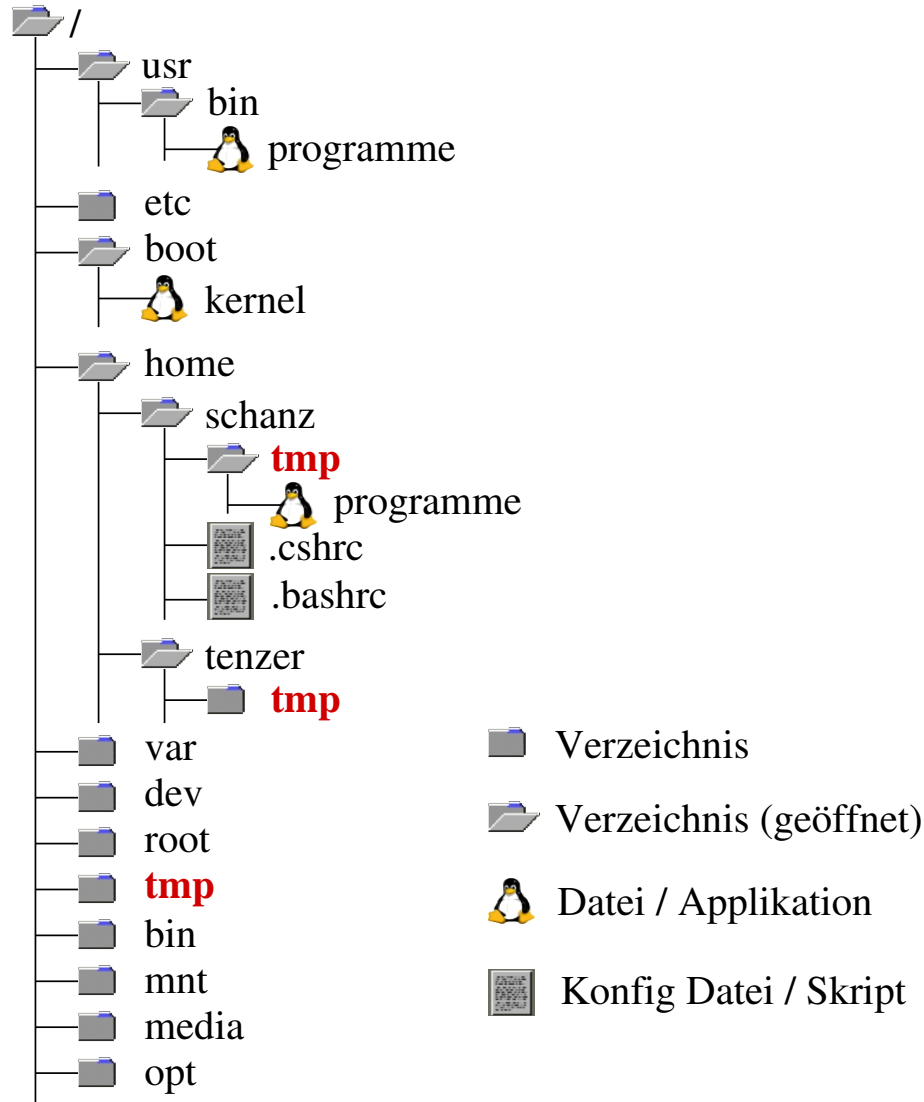 /
usr
bin
programme
etc
boot
kernel
home
schanz
tmp
programme
.cshrc
.bashrc
tenzer
tmp
var
dev
root
tmp
bin
mnt
media
opt
Verzeichnis
Verzeichnis (geöffnet)
Datei / Applikation
Konfig Datei / Skript